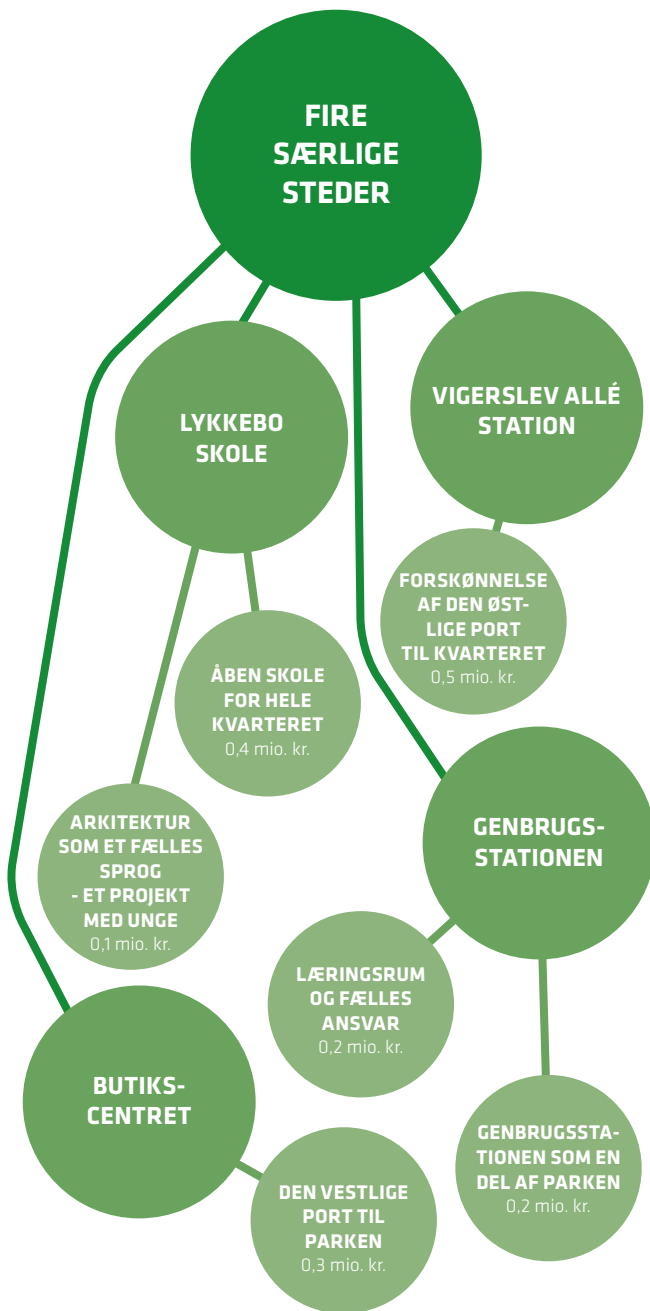 FIRE
SÆRLIGE
STEDER
LYKKEBO
SKOLE
VIGERSLEV ALLÉ
STATION
FORSKØNNELSE
AF DEN ØST-
LIGE PORT
TIL KVARTERET
0,5 mio. kr.
ÅBEN SKOLE
FOR HELE
KVARTERET
0,4 mio. kr.
ARKITEKTUR
SOM ET FÆLLES
SPROG
- ET PROJEKT
MED UNGE
0,1 mio. kr.
GENBRUGS-
STATIONEN
LÆRINGSRUM
OG FÆLLES
ANSVAR
0,2 mio. kr.
BUTIKS-
CENTRET
GENBRUGSSTA-
TIONEN SOM EN
DEL AF PARKEN
0,2 mio. kr.
DEN VESTLIGE
PORT TIL
PARKEN
0,3 mio. kr.